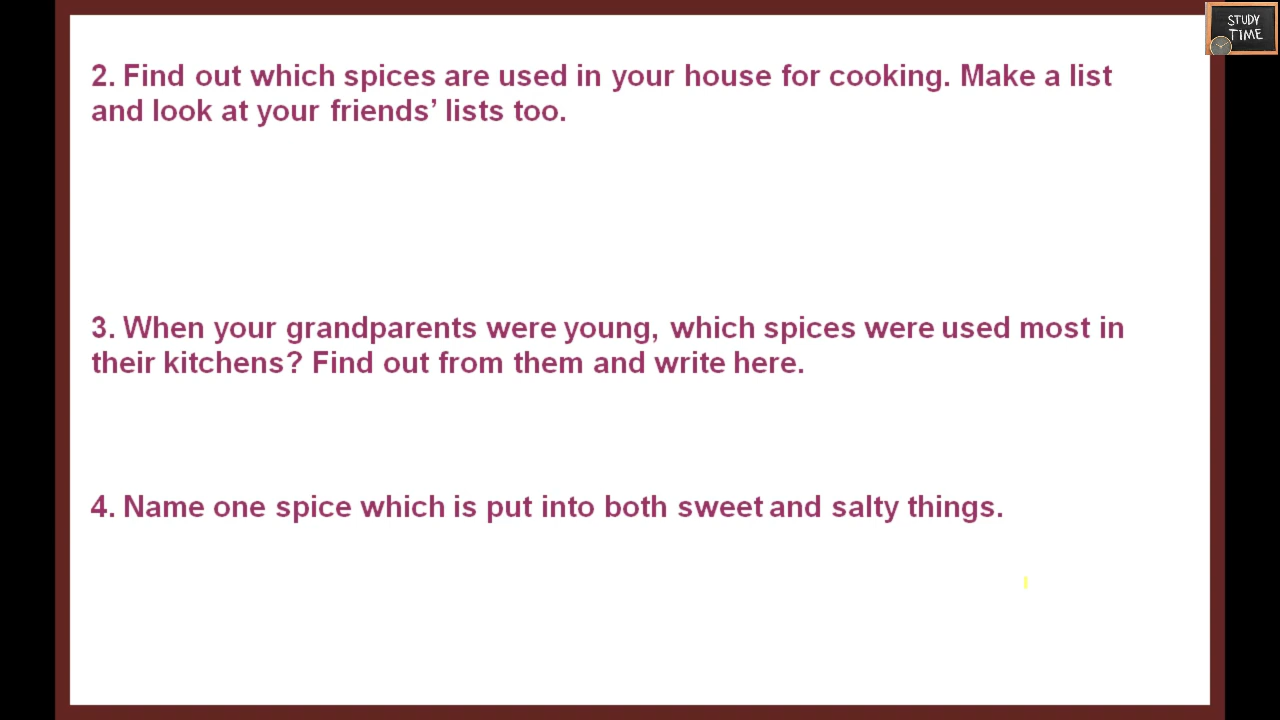 STUDY
TIME
2. Find out which spices are used in your house for cooking. Make a list
and look at your friends’ lists too.
3. When your grandparents were young, which spices were used most in
their kitchens? Find out from them and write here.
4. Name one spice which is put into both sweet and salty things.